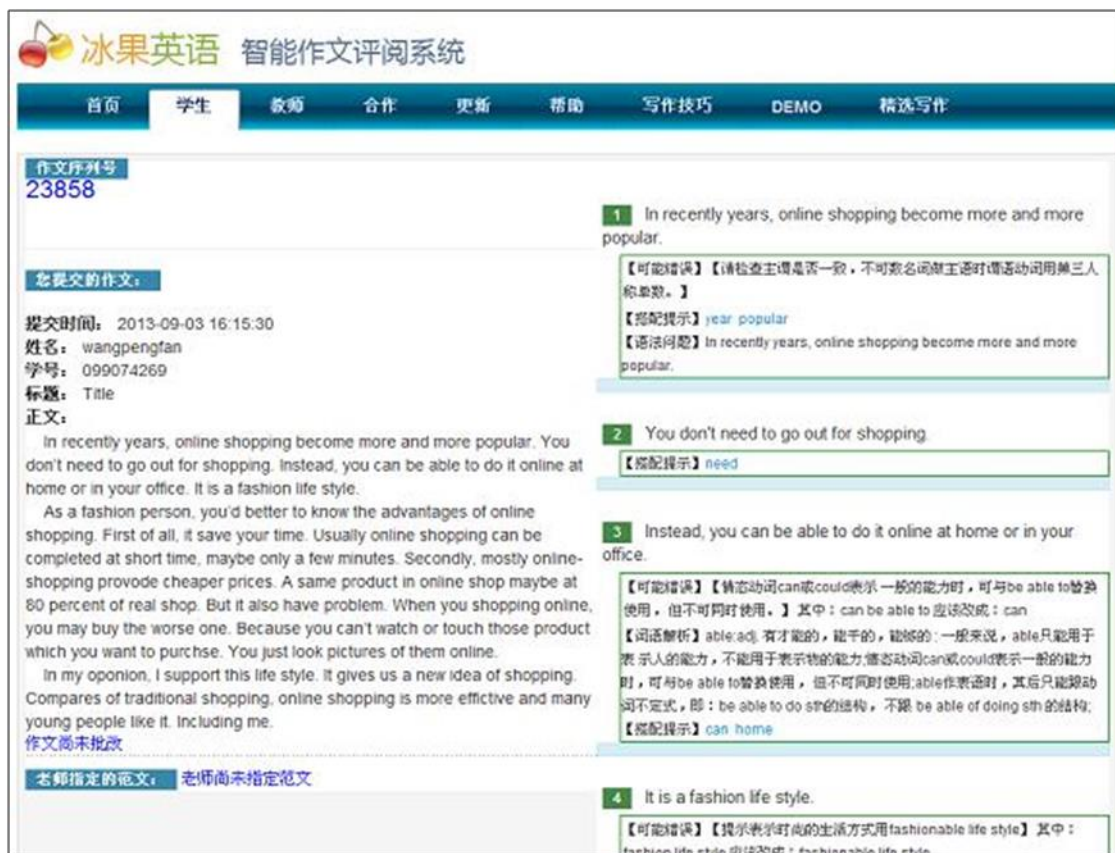 冰果英语 智能作文评阅系统
首页 学生 教师 合作 更新 帮助 写作技巧 DEMO 精选写作
作文序列号
23858
您提交的作文：
提交时间： 2013-09-03 16:15:30
姓名： wangpengfan
学号： 099074269
标题： Title
正文：
In recently years, online shopping become more and more popular. You
don't need to go out for shopping. Instead, you can be able to do it online at
home or in your office. It is a fashion life style.
As a fashion person, you'd better to know the advantages of online
shopping. First of all, it save your time. Usually online shopping can be
completed at short time, maybe only a few minutes. Secondly, mostly online-
shopping provode cheaper prices. A same product in online shop maybe at
80 percent of real shop. But it also have problem. When you shopping online,
you may buy the worse one. Because you can't watch or touch those product
which you want to purchse. You just look pictures of them online.
In my oponion, I support this life style. It gives us a new idea of shopping.
Compares of traditional shopping, online shopping is more effictive and many
young people like it. Including me.
作文尚未批改
老师指定的范文： 老师尚未指定范文
1 In recently years, online shopping become more and more
popular.
【可能错误】【请检查主谓是否一致，不可数名词做主语时谓语动词用第三人
称单数。】
【搭配提示】year popular
【语法问题】In recently years, online shopping become more and more
popular.
2 You don't need to go out for shopping.
【搭配提示】need
3 Instead, you can be able to do it online at home or in your
office.
【可能错误】【情态动词can或could表示一般的能力时，可与be able to替换
使用，但不可同时使用。】其中：can be able to 应该改成：can
【词语解析】able:adj. 有才能的，能干的，能够的；一般来说，able只能用于
表示人的能力，不能用于表示物的能力;情态动词can或could表示一般的能力
时，可与be able to替换使用，但不可同时使用;able作表语时，其后只能跟动
词不定式，即：be able to do sth的结构，不跟 be able of doing sth 的结构;
【搭配提示】can home
4 It is a fashion life style.
【可能错误】【提示表示时尚的生活方式用fashionable life style】其中：
fashion life style 应该改成：fashionable life style